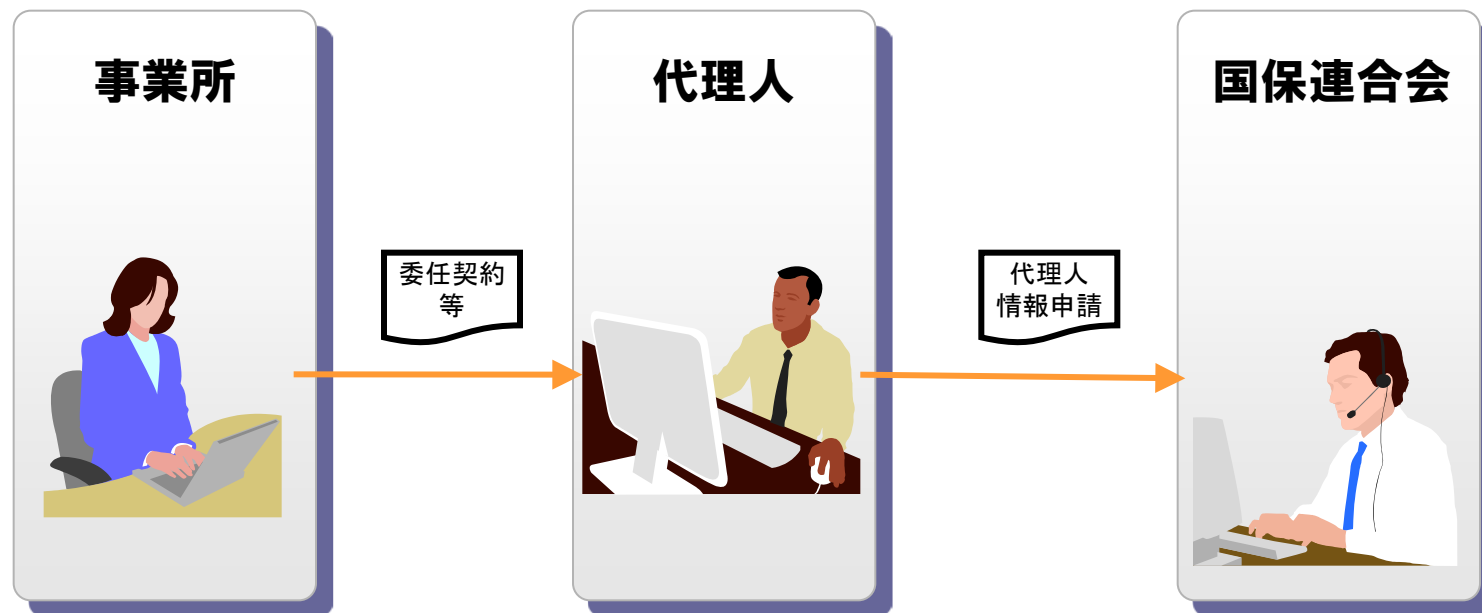 事業所
代理人
国保連合会
委任契約
等
代理人
情報申請